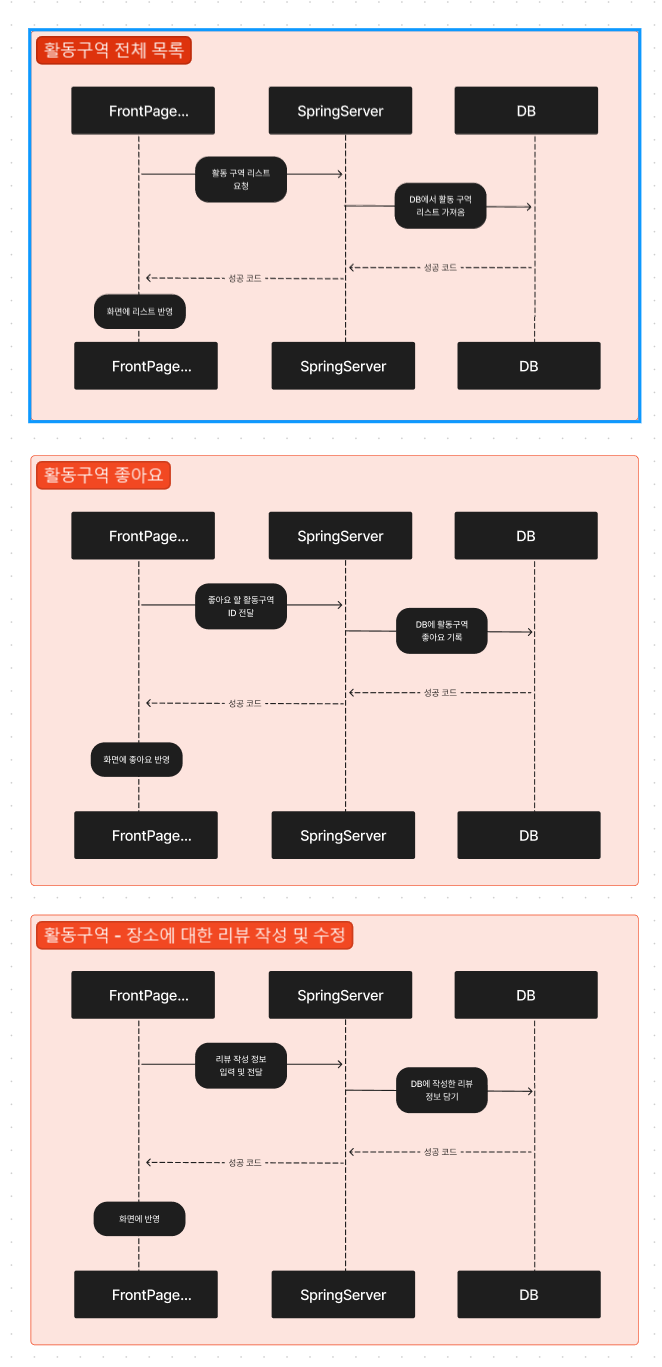 활동구역 전체 목록
FrontPage...
SpringServer
DB
활동 구역 리스트
요청
DB에서 활동 구역
리스트 가져옴
성공 코드
성공 코드
화면에 리스트 반영
FrontPage...
SpringServer
DB
활동구역 좋아요
FrontPage...
SpringServer
DB
좋아요 할 활동구역
ID 전달
DB에 활동구역
좋아요 기록
성공 코드
성공 코드
화면에 좋아요 반영
FrontPage...
SpringServer
DB
활동구역 - 장소에 대한 리뷰 작성 및 수정
FrontPage...
SpringServer
DB
리뷰 작성 정보
입력 및 전달
DB에 작성한 리뷰
정보 담기
성공 코드
성공 코드
화면에 반영
FrontPage...
SpringServer
DB